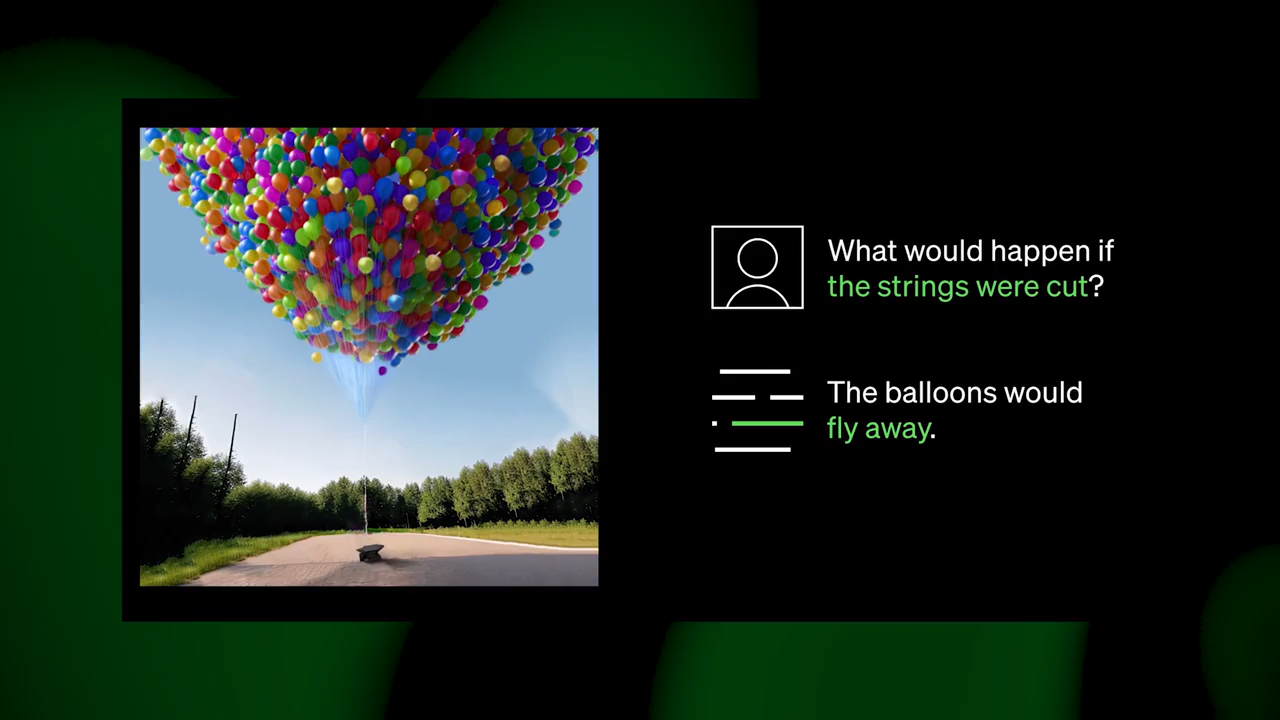 What would happen if
the strings were cut?
The balloons would
fly away.